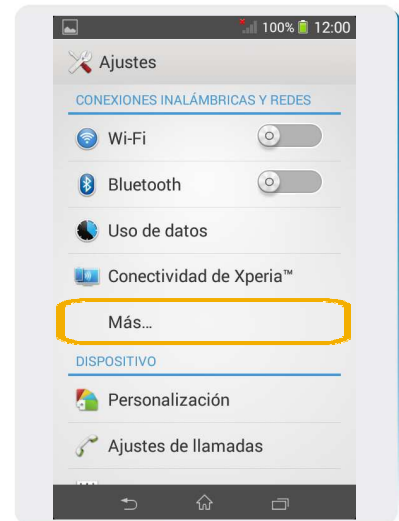 100% 12:00
Ajustes
CONEXIONES INALÁMBRICAS Y REDES
Wi-Fi
Bluetooth
Uso de datos
Conectividad de Xperia™
Más...
DISPOSITIVO
Personalización
Ajustes de llamadas